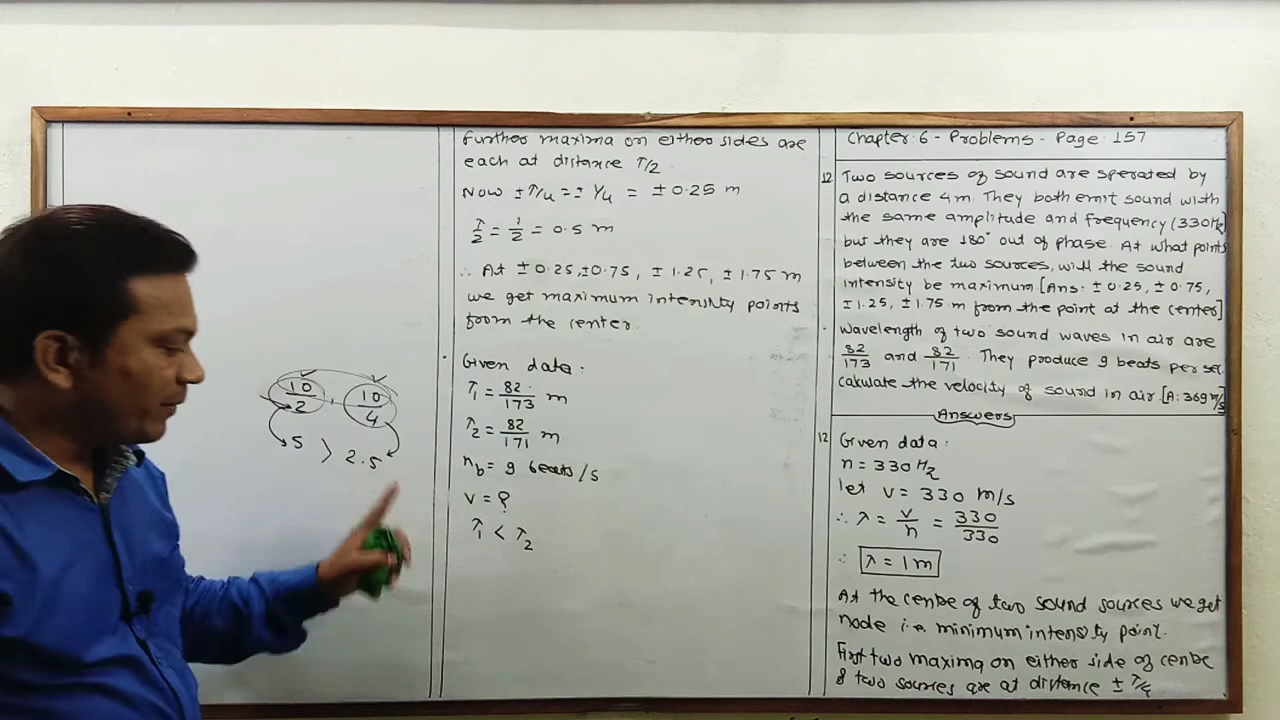 Chapter: 6 - Problems - Page: 157
12 Two sources of sound are sperated by
a distance 4m. They both emit sound with
the same amplitude and frequency (330Hz)
but they are 180° out of phase. At what points
between the two sources, will the sound
intensity be maximum. [Ans: ±0.25, ±0.75,
±1.25, ±1.75 m from the point at the center]
Wavelength of two sound waves in air are
82/173 and 82/171. They produce 9 beats per sec.
calculate the velocity of sound in air. [A: 369 m/s]
Answers
12 Given data:
n = 330 Hz
let v = 330 m/s
∴ λ = v/n = 330/330
∴ λ = 1m
At the centre of two sound sources we get
node i.e. minimum intensity point.
First two maxima on either side of centre
& two sources are at distance ± λ/4
Further maxima on either sides are
each at distance λ/2
Now ±λ/4 = ± 1/4 = ±0.25 m
λ/2 = 1/2 = 0.5 m
∴ At ±0.25, ±0.75, ±1.25, ±1.75 m
we get maximum intensity points
from the center.
Given data:
λ1 = 82/173 m
λ2 = 82/171 m
nb = 9 beats/s
v = ?
λ1 < λ2
10/2 , 10/4
5 > 2.5